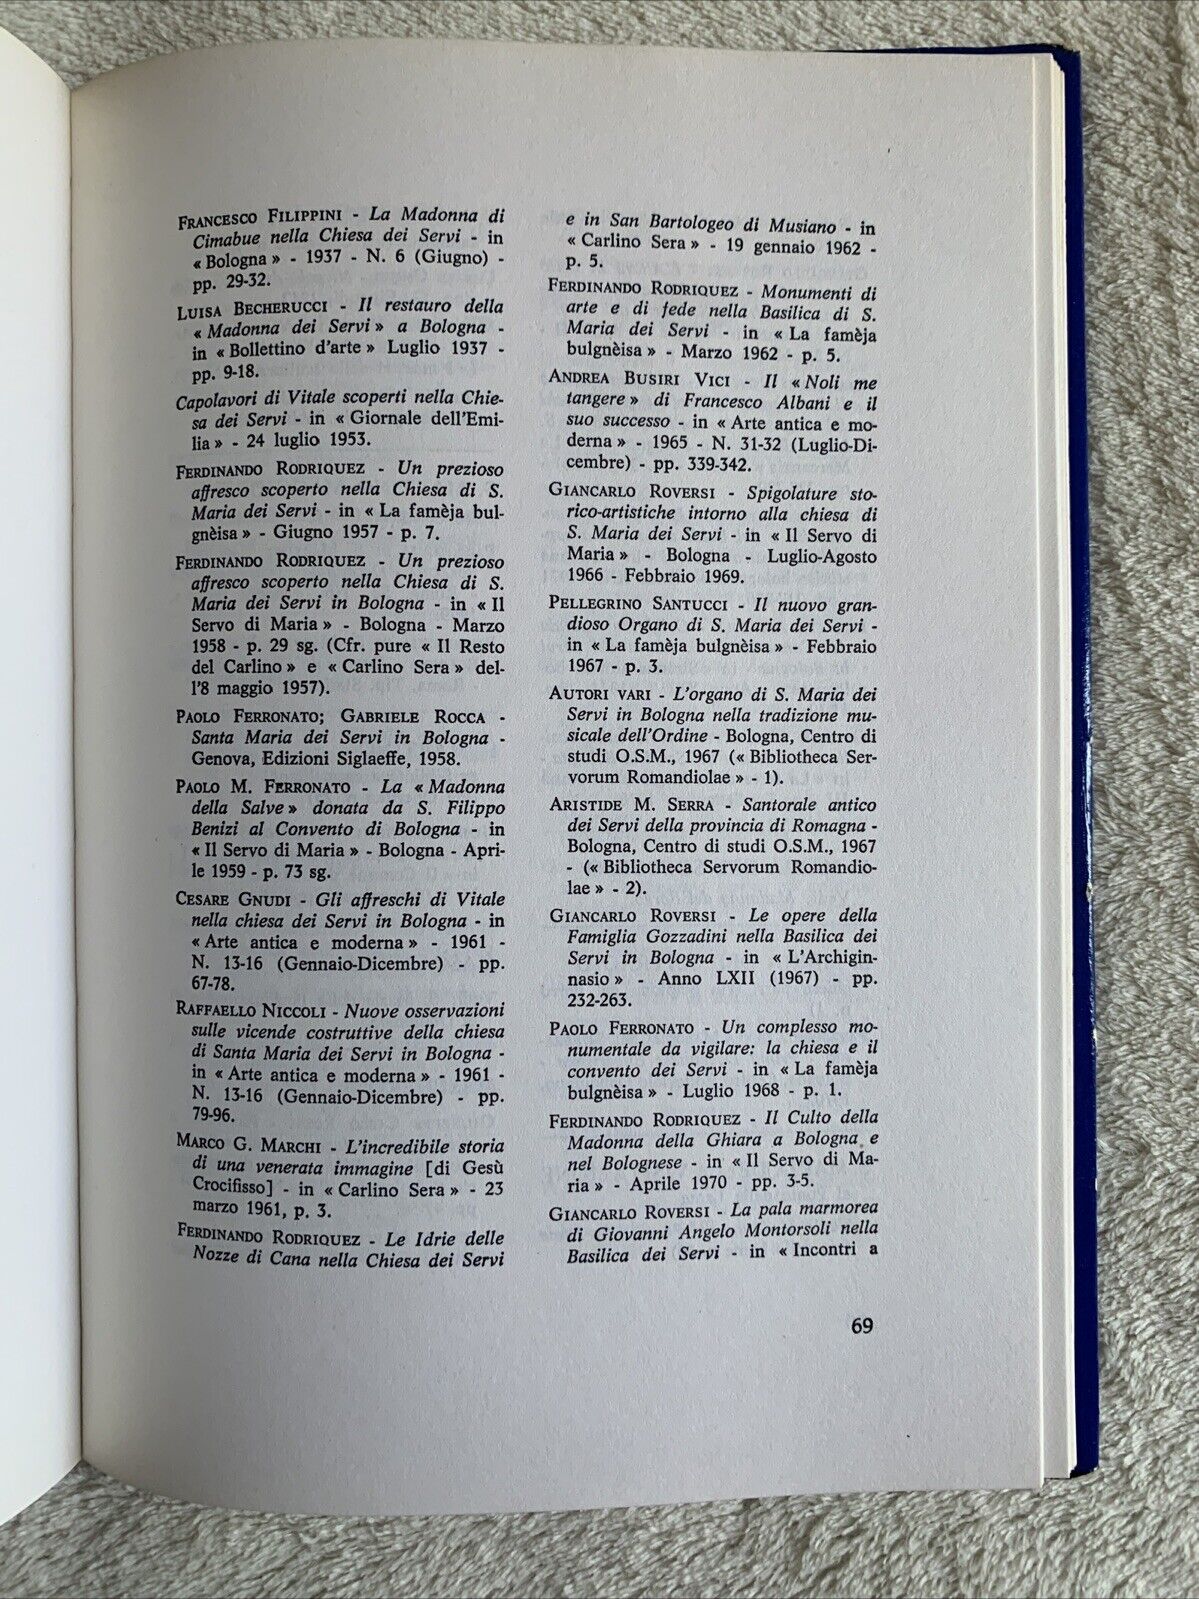 FRANCESCO FILIPPINI - La Madonna di
Cimabue nella Chiesa dei Servi - in
« Bologna » - 1937 - N. 6 (Giugno) -
pp. 29-32.
LUISA BECHERUCCI - Il restauro della
« Madonna dei Servi » a Bologna -
in « Bollettino d'arte » Luglio 1937 -
pp. 9-18.
Capolavori di Vitale scoperti nella Chie-
sa dei Servi - in « Giornale dell'Emi-
lia » - 24 luglio 1953.
FERDINANDO RODRIQUEZ - Un prezioso
affresco scoperto nella Chiesa di S.
Maria dei Servi - in « La famèja bul-
gnèisa » - Giugno 1957 - p. 7.
FERDINANDO RODRIQUEZ - Un prezioso
affresco scoperto nella Chiesa di S.
Maria dei Servi in Bologna - in « Il
Servo di Maria » - Bologna - Marzo
1958 - p. 29 sg. (Cfr. pure « Il Resto
del Carlino » e « Carlino Sera » del-
l'8 maggio 1957).
PAOLO FERRONATO; GABRIELE ROCCA -
Santa Maria dei Servi in Bologna -
Genova, Edizioni Siglaeffe, 1958.
PAOLO M. FERRONATO - La « Madonna
della Salve » donata da S. Filippo
Benizi al Convento di Bologna - in
« Il Servo di Maria » - Bologna - Apri-
le 1959 - p. 73 sg.
CESARE GNUDI - Gli affreschi di Vitale
nella chiesa dei Servi in Bologna - in
« Arte antica e moderna » - 1961 -
N. 13-16 (Gennaio-Dicembre) - pp.
67-78.
RAFFAELLO NICCOLI - Nuove osservazioni
sulle vicende costruttive della chiesa
di Santa Maria dei Servi in Bologna -
in « Arte antica e moderna » - 1961 -
N. 13-16 (Gennaio-Dicembre) - pp.
79-96.
MARCO G. MARCHI - L'incredibile storia
di una venerata immagine [di Gesù
Crocifisso] - in « Carlino Sera » - 23
marzo 1961, p. 3.
FERDINANDO RODRIQUEZ - Le Idrie delle
Nozze di Cana nella Chiesa dei Servi
e in San Bartologeo di Musiano - in
« Carlino Sera » - 19 gennaio 1962 -
p. 5.
FERDINANDO RODRIQUEZ - Monumenti di
arte e di fede nella Basilica di S.
Maria dei Servi - in « La famèja
bulgnèisa » - Marzo 1962 - p. 5.
ANDREA BUSIRI VICI - Il « Noli me
tangere » di Francesco Albani e il
suo successo - in « Arte antica e mo-
derna » - 1965 - N. 31-32 (Luglio-Di-
cembre) - pp. 339-342.
GIANCARLO ROVERSI - Spigolature sto-
rico-artistiche intorno alla chiesa di
S. Maria dei Servi - in « Il Servo di
Maria » - Bologna - Luglio-Agosto
1966 - Febbraio 1969.
PELLEGRINO SANTUCCI - Il nuovo gran-
dioso Organo di S. Maria dei Servi -
in « La famèja bulgnèisa » - Febbraio
1967 - p. 3.
AUTORI VARI - L'organo di S. Maria dei
Servi in Bologna nella tradizione mu-
sicale dell'Ordine - Bologna, Centro di
studi O.S.M., 1967 (« Bibliotheca Ser-
vorum Romandiolae » - 1).
ARISTIDE M. SERRA - Santorale antico
dei Servi della provincia di Romagna -
Bologna, Centro di studi O.S.M., 1967
- (« Bibliotheca Servorum Romandio-
lae » - 2).
GIANCARLO ROVERSI - Le opere della
Famiglia Gozzadini nella Basilica dei
Servi in Bologna - in « L'Archigin-
nasio » - Anno LXII (1967) - pp.
232-263.
PAOLO FERRONATO - Un complesso mo-
numentale da vigilare: la chiesa e il
convento dei Servi - in « La famèja
bulgnèisa » - Luglio 1968 - p. 1.
FERDINANDO RODRIQUEZ - Il Culto della
Madonna della Ghiara a Bologna e
nel Bolognese - in « Il Servo di Ma-
ria » - Aprile 1970 - pp. 3-5.
GIANCARLO ROVERSI - La pala marmorea
di Giovanni Angelo Montorsoli nella
Basilica dei Servi - in « Incontri a
69